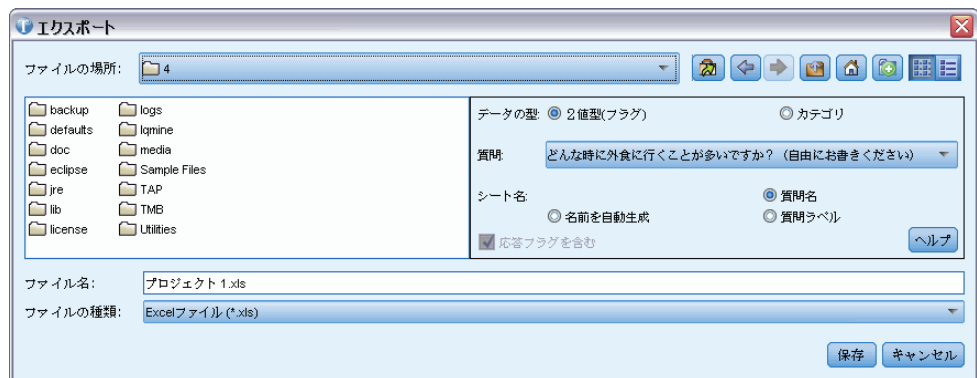 エクスポート
ファイルの場所: 4
backup logs
defaults lqmine
doc media
eclipse Sample Files
jre TAP
lib TMB
license Utilities
データの型: 2値型(フラグ) カテゴリ
質問: どんな時に外食に行くことが多いですか? (自由にお書きください)
シート名: 質問名
名前を自動生成 質問ラベル
応答フラグを含む ヘルプ
ファイル名: プロジェクト 1.xls
ファイルの種類: Excelファイル (*.xls)
保存 キャンセル